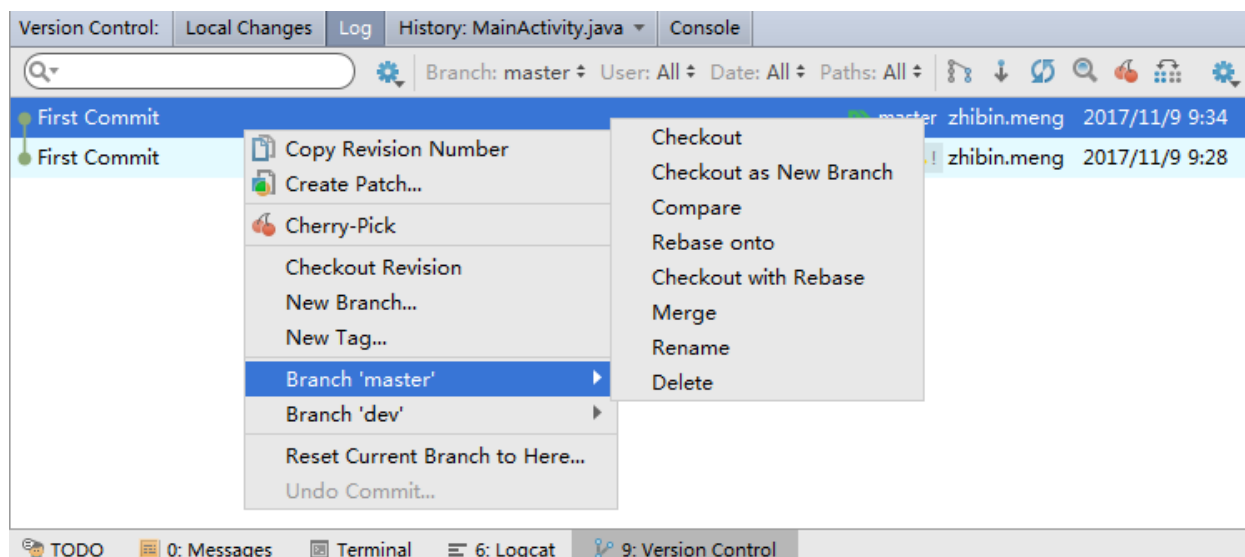 Version Control: Local Changes Log History: MainActivity.java Console
Branch: master User: All Date: All Paths: All
First Commit master zhibin.meng 2017/11/9 9:34
First Commit ! zhibin.meng 2017/11/9 9:28
Copy Revision Number
Create Patch...
Cherry-Pick
Checkout Revision
New Branch...
New Tag...
Branch 'master'
Branch 'dev'
Reset Current Branch to Here...
Undo Commit...
Checkout
Checkout as New Branch
Compare
Rebase onto
Checkout with Rebase
Merge
Rename
Delete
TODO 0: Messages Terminal 6: Logcat 9: Version Control